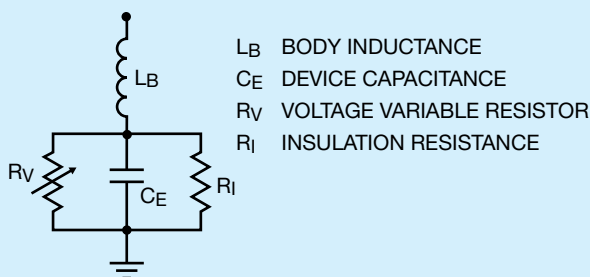 LB
LB BODY INDUCTANCE
CE DEVICE CAPACITANCE
RV VOLTAGE VARIABLE RESISTOR
RI INSULATION RESISTANCE
RV
CE
RI